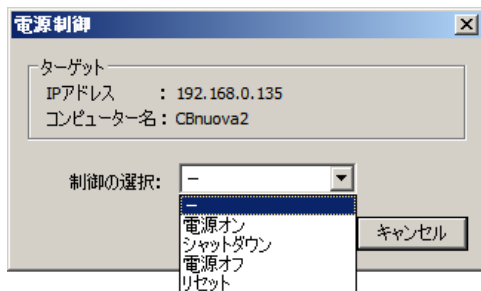 電源制御
ターゲット
IPアドレス : 192.168.0.135
コンピューター名 : CBnuova2
制御の選択: −
−
電源オン
シャットダウン
電源オフ
リセット
キャンセル